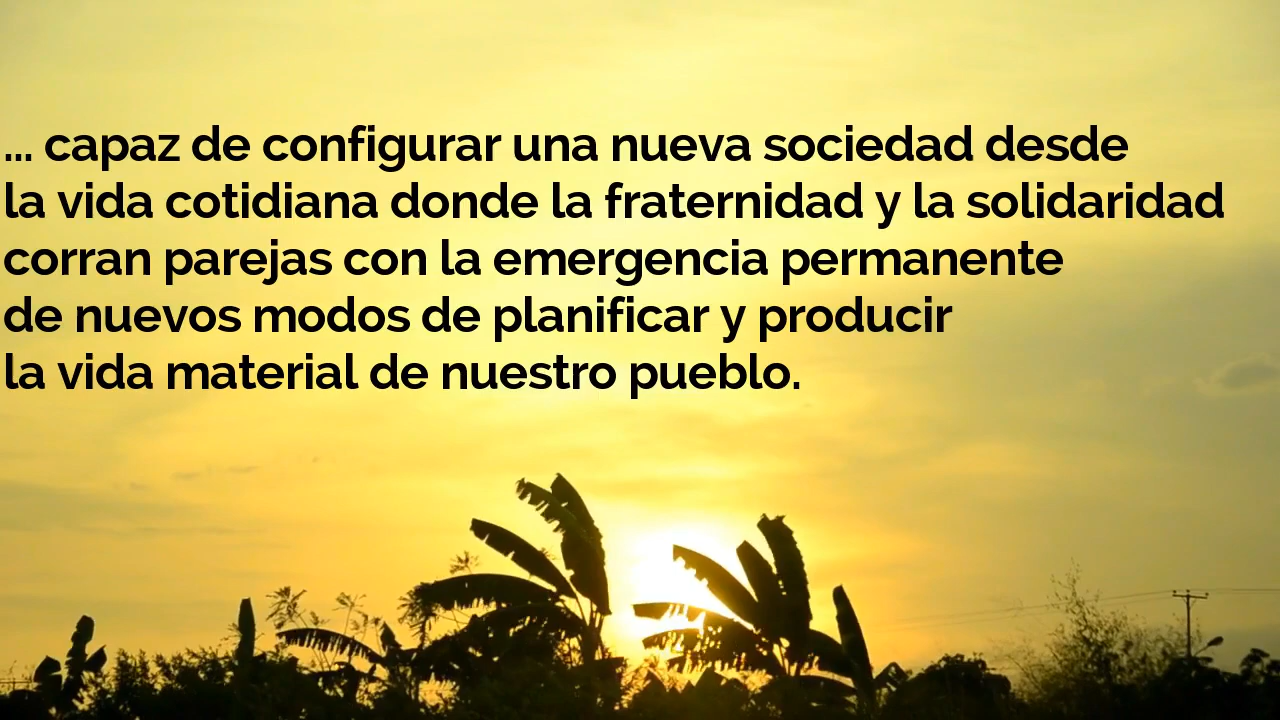 ... capaz de configurar una nueva sociedad desde
la vida cotidiana donde la fraternidad y la solidaridad
corran parejas con la emergencia permanente
de nuevos modos de planificar y producir
la vida material de nuestro pueblo.